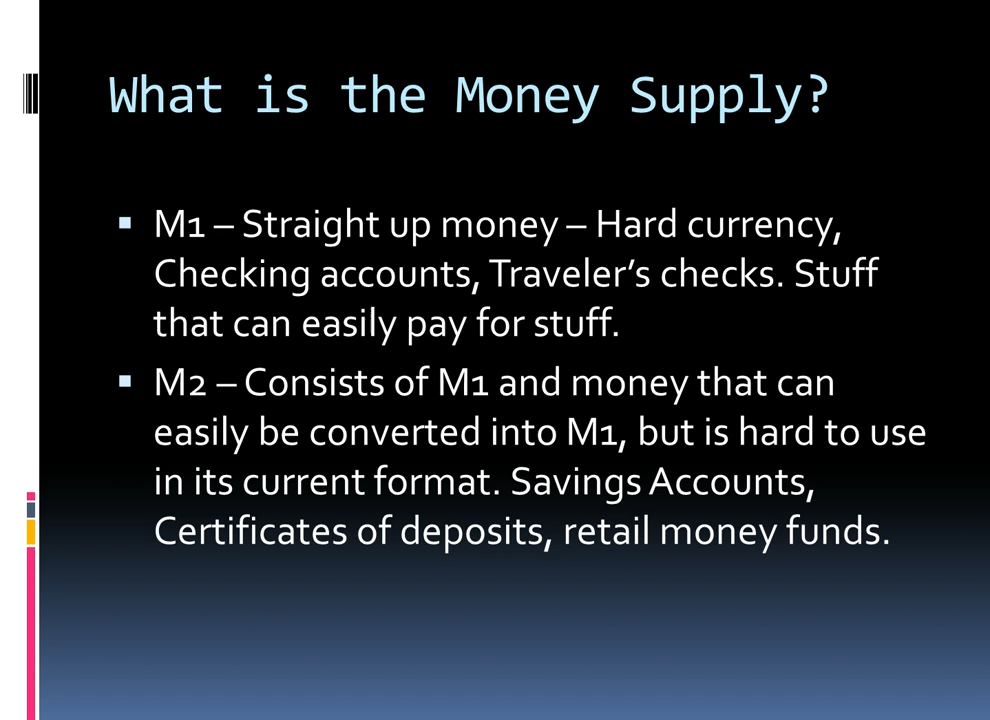 What is the Money Supply?
M1 – Straight up money – Hard currency,
Checking accounts, Traveler’s checks. Stuff
that can easily pay for stuff.
M2 – Consists of M1 and money that can
easily be converted into M1, but is hard to use
in its current format. Savings Accounts,
Certificates of deposits, retail money funds.